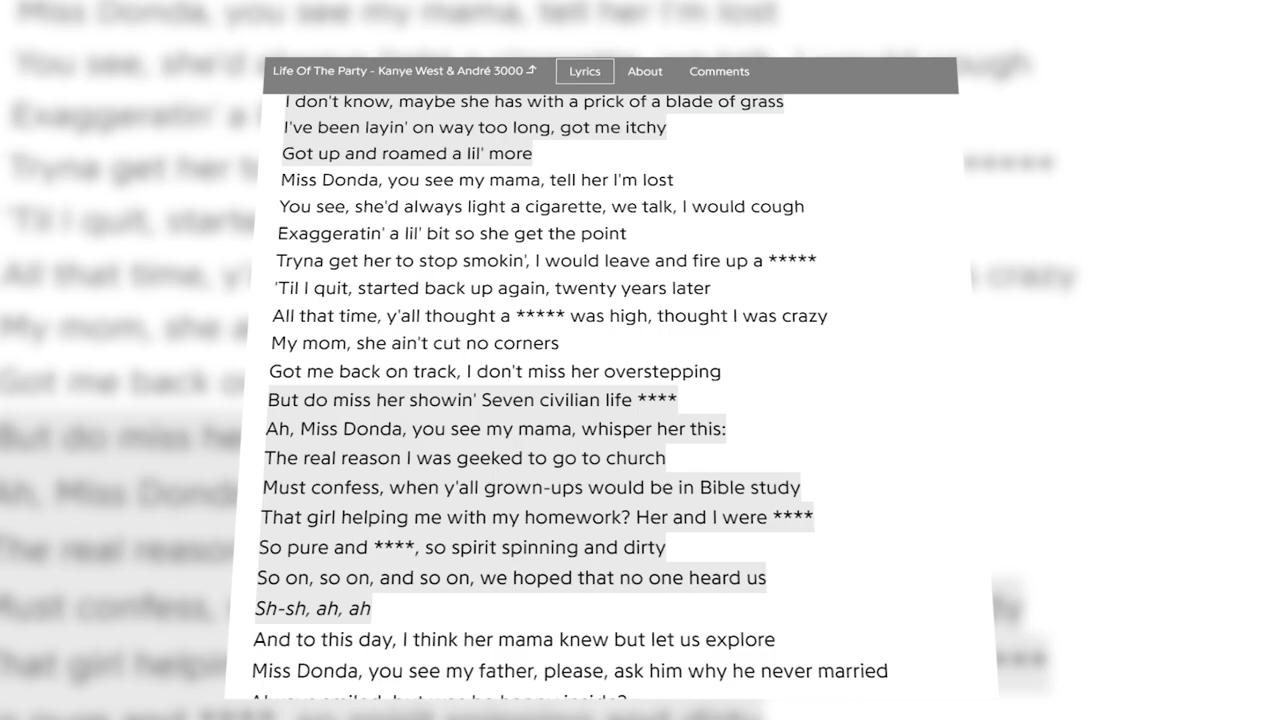 Life Of The Party - Kanye West & André 3000
Lyrics
About
Comments
I don't know, maybe she has with a prick of a blade of grass
I've been layin' on way too long, got me itchy
Got up and roamed a lil' more
Miss Donda, you see my mama, tell her I'm lost
You see, she'd always light a cigarette, we talk, I would cough
Exaggeratin' a lil' bit so she get the point
Tryna get her to stop smokin', I would leave and fire up a *****
'Til I quit, started back up again, twenty years later
All that time, y'all thought a ***** was high, thought I was crazy
My mom, she ain't cut no corners
Got me back on track, I don't miss her overstepping
But do miss her showin' Seven civilian life ****
Ah, Miss Donda, you see my mama, whisper her this:
The real reason I was geeked to go to church
Must confess, when y'all grown-ups would be in Bible study
That girl helping me with my homework? Her and I were ****
So pure and ****, so spirit spinning and dirty
So on, so on, and so on, we hoped that no one heard us
Sh-sh, ah, ah
And to this day, I think her mama knew but let us explore
Miss Donda, you see my father, please, ask him why he never married